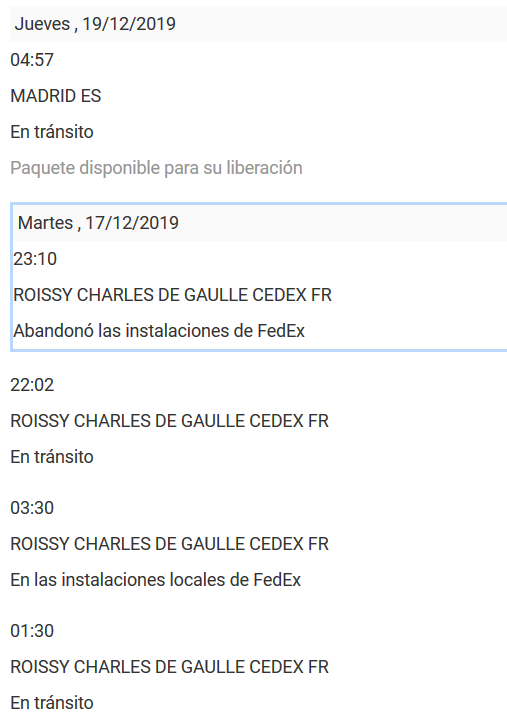 Jueves , 19/12/2019
04:57
MADRID ES
En tránsito
Paquete disponible para su liberación
Martes , 17/12/2019
23:10
ROISSY CHARLES DE GAULLE CEDEX FR
Abandonó las instalaciones de FedEx
22:02
ROISSY CHARLES DE GAULLE CEDEX FR
En tránsito
03:30
ROISSY CHARLES DE GAULLE CEDEX FR
En las instalaciones locales de FedEx
01:30
ROISSY CHARLES DE GAULLE CEDEX FR
En tránsito